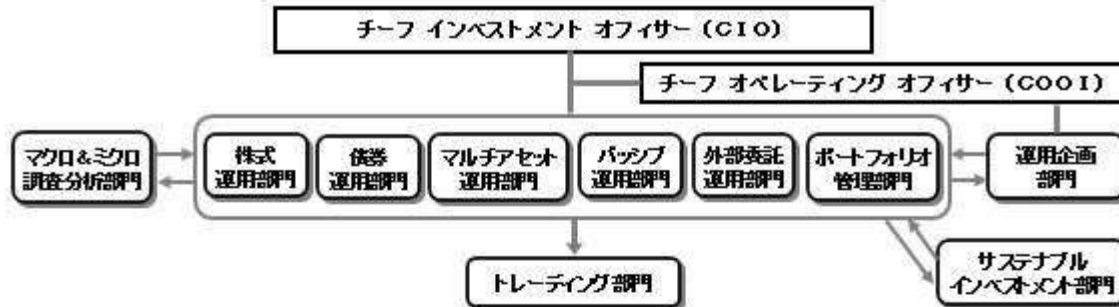 チーフ インベストメント オフィサー（CIO）
チーフ オペレーティング オフィサー（COOI）
マクロ＆ミクロ
調査分析部門
株式
運用部門
債券
運用部門
マルチアセット
運用部門
パッシブ
運用部門
外部委託
運用部門
ポートフォリオ
管理部門
運用企画
部門
トレーディング部門
サステナブル
インベストメント部門